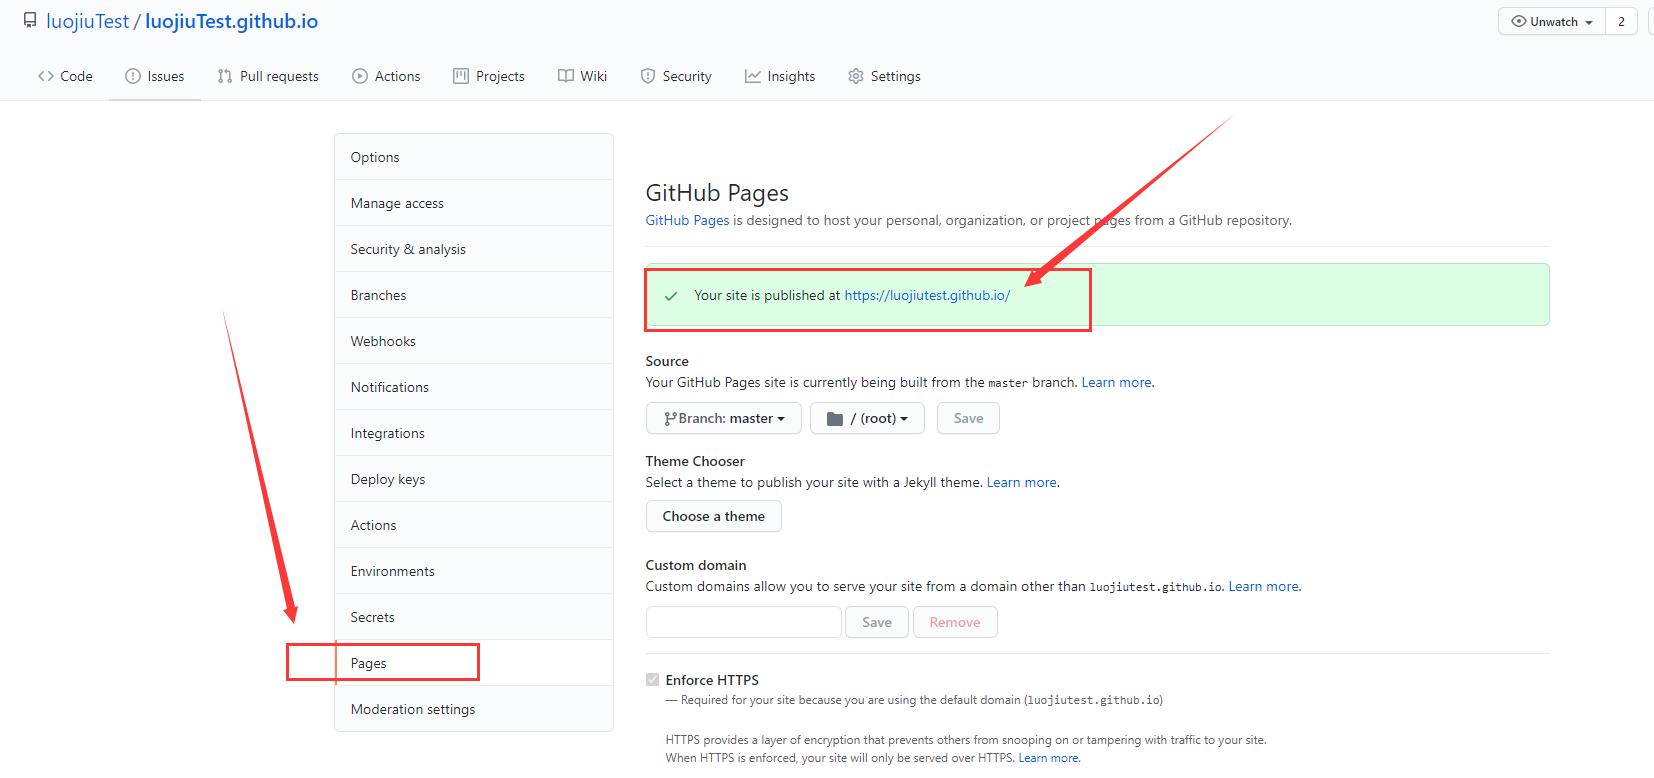 luojiuTest / luojiuTest.github.io
Unwatch 2
Code Issues Pull requests Actions Projects Wiki Security Insights Settings
Options
Manage access
Security & analysis
Branches
Webhooks
Notifications
Integrations
Deploy keys
Actions
Environments
Secrets
Pages
Moderation settings
GitHub Pages
GitHub Pages is designed to host your personal, organization, or project pages from a GitHub repository.
Your site is published at https://luojiutest.github.io/
Source
Your GitHub Pages site is currently being built from the master branch. Learn more.
Branch: master / (root) Save
Theme Chooser
Select a theme to publish your site with a Jekyll theme. Learn more.
Choose a theme
Custom domain
Custom domains allow you to serve your site from a domain other than luojiutest.github.io. Learn more.
Save Remove
Enforce HTTPS
— Required for your site because you are using the default domain (luojiutest.github.io)
HTTPS provides a layer of encryption that prevents others from snooping on or tampering with traffic to your site.
When HTTPS is enforced, your site will only be served over HTTPS. Learn more.